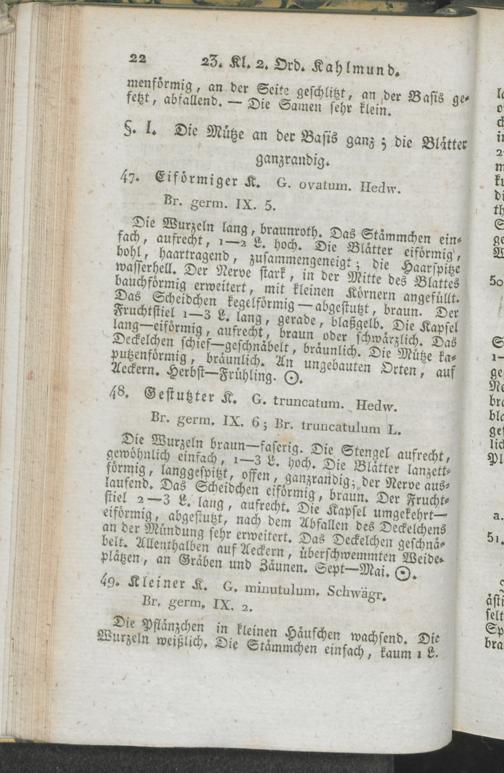 22 23. Kl. 2. Ord. Kahlmund.
menförmig, an der Seite geschlitzt, an der Basis ge-
setzt, abfallend. — Die Samen sehr klein.
§. I. Die Mütze an der Basis ganz; die Blätter
ganzrandig.
47. Eiförmiger K. G. ovatum. Hedw.
Br. germ. IX. 5.
Die Wurzeln lang, braunroth. Das Stämmchen ein-
fach, aufrecht, 1—2 L. hoch. Die Blätter eiförmig,
hohl, haartragend, zusammengeneigt; die Haarspitze
wasserhell. Der Nerve stark, in der Mitte des Blattes
bauchförmig erweitert, mit kleinen Körnern angefüllt.
Das Scheidchen kegelförmig—abgestutzt, braun. Der
Fruchtstiel 1—3 L. lang, gerade, blaßgelb. Die Kapsel
lang—eiförmig, aufrecht, braun oder schwärzlich. Das
Deckelchen schief—geschnäbelt, bräunlich. Die Mütze ka-
putzenförmig, bräunlich. An ungebauten Orten, auf
Aeckern. Herbst—Frühling. ☉.
48. Gestutzter K. G. truncatum. Hedw.
Br. germ. IX. 6; Br. truncatulum L.
Die Wurzeln braun—faserig. Die Stengel aufrecht,
gewöhnlich einfach, 1—3 L. hoch. Die Blätter lanzett-
förmig, langgespitzt, offen, ganzrandig; der Nerve aus-
laufend. Das Scheidchen eiförmig, braun. Der Frucht-
stiel 2—3 L. lang, aufrecht. Die Kapsel umgekehrt—
eiförmig, abgestutzt, nach dem Abfallen des Deckelchens
an der Mündung sehr erweitert. Das Deckelchen geschnä-
belt. Allenthalben auf Aeckern, überschwemmten Weide-
plätzen, an Gräben und Zäunen. Sept—Mai. ☉.
49. Kleiner K. G. minutulum. Schwägr.
Br. germ. IX. 2.
Die Pflänzchen in kleinen Häufchen wachsend. Die
Wurzeln weißlich. Die Stämmchen einfach, kaum 1 L.